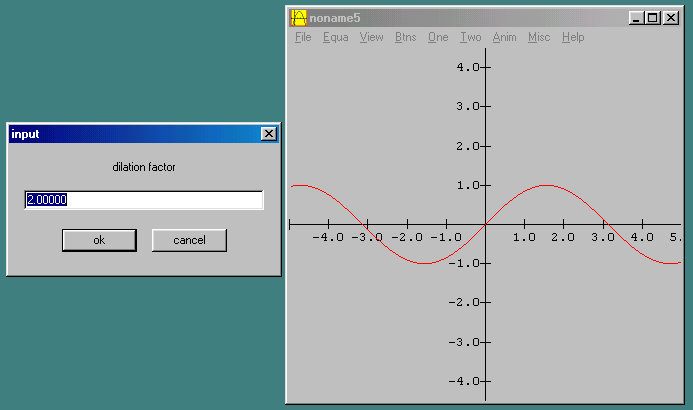 input
dilation factor
2.00000
ok
cancel
noname5
File Equa View Btns One Two Anim Misc Help
4.0
3.0
2.0
1.0
-4.0 -3.0 -2.0 -1.0 1.0 2.0 3.0 4.0 5.
-1.0
-2.0
-3.0
-4.0